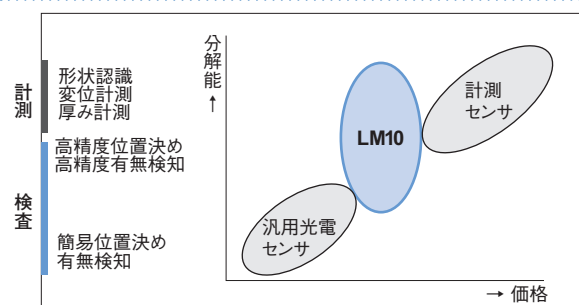 計測
形状認識
変位計測
厚み計測
検査
高精度位置決め
高精度有無検知
簡易位置決め
有無検知
分解能
↑
計測
センサ
LM10
汎用光電
センサ
→ 価格